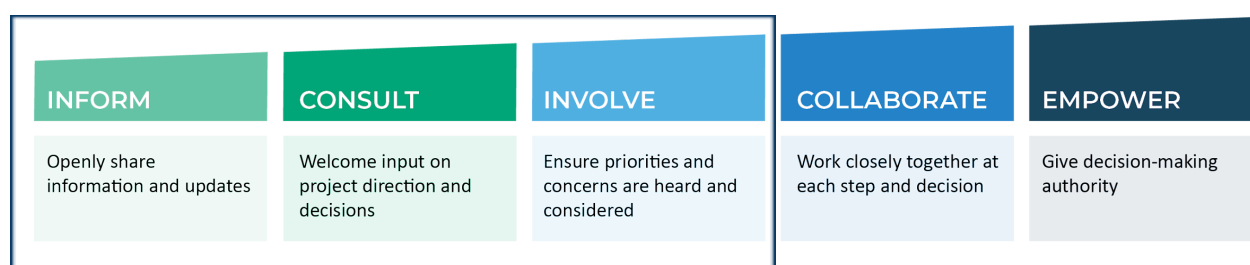 INFORM
Openly share
information and updates
CONSULT
Welcome input on
project direction and
decisions
INVOLVE
Ensure priorities and
concerns are heard and
considered
COLLABORATE
Work closely together at
each step and decision
EMPOWER
Give decision-making
authority